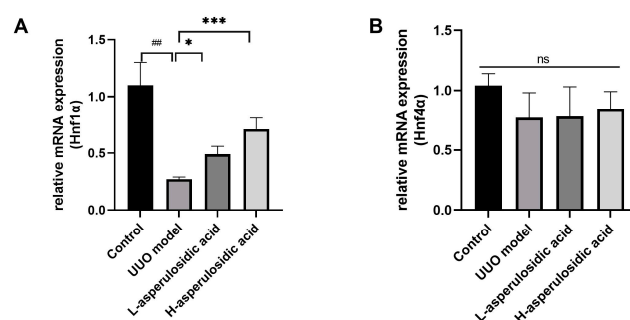 A
***
##
*
1.5
1.0
0.5
0.0
relative mRNA expression
(Hnf1α)
Control
UUO model
L-asperulosidic acid
H-asperulosidic acid
B
ns
1.5
1.0
0.5
0.0
relative mRNA expression
(Hnf4α)
Control
UUO model
L-asperulosidic acid
H-asperulosidic acid